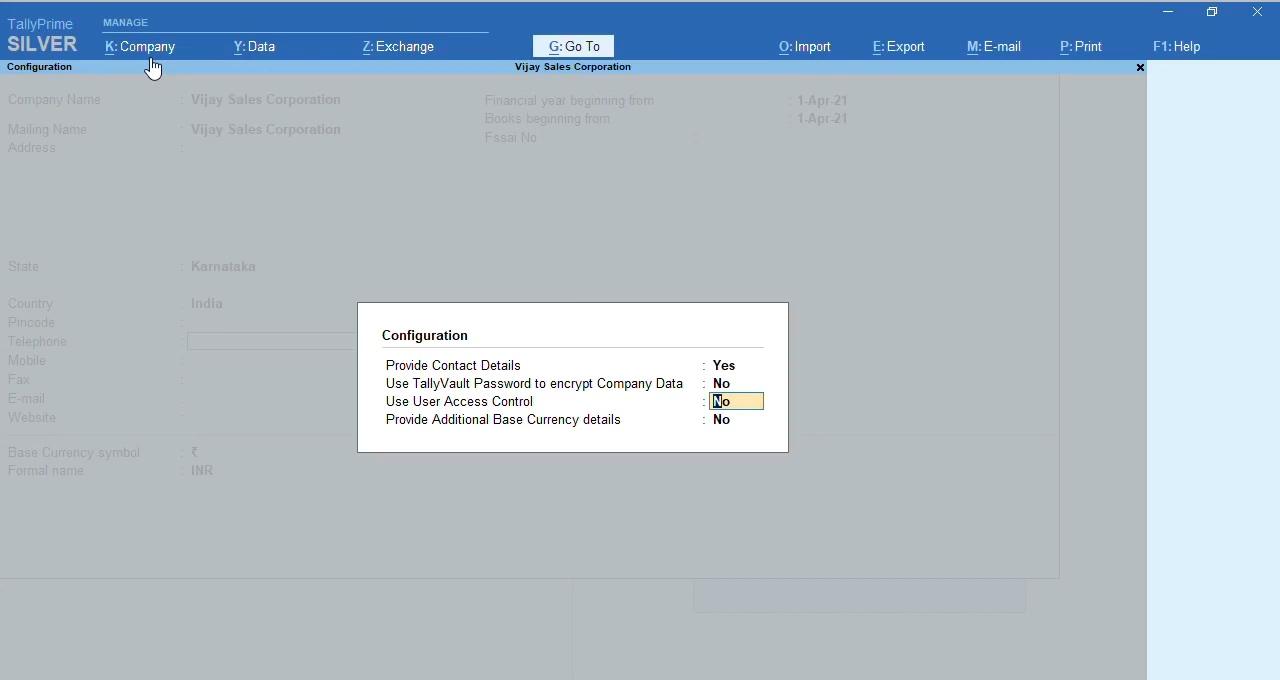 TallyPrime
SILVER
MANAGE
K: Company Y: Data Z: Exchange G: Go To O: Import E: Export M: E-mail P: Print F1: Help
Configuration Vijay Sales Corporation
Company Name : Vijay Sales Corporation Financial year beginning from : 1-Apr-21
Books beginning from : 1-Apr-21
Mailing Name : Vijay Sales Corporation Fssai No :
Address :
State : Karnataka
Country : India
Pincode :
Telephone :
Mobile :
Fax :
E-mail :
Website :
Base Currency symbol : ₹
Formal name : INR
Configuration
Provide Contact Details : Yes
Use TallyVault Password to encrypt Company Data : No
Use User Access Control : No
Provide Additional Base Currency details : No